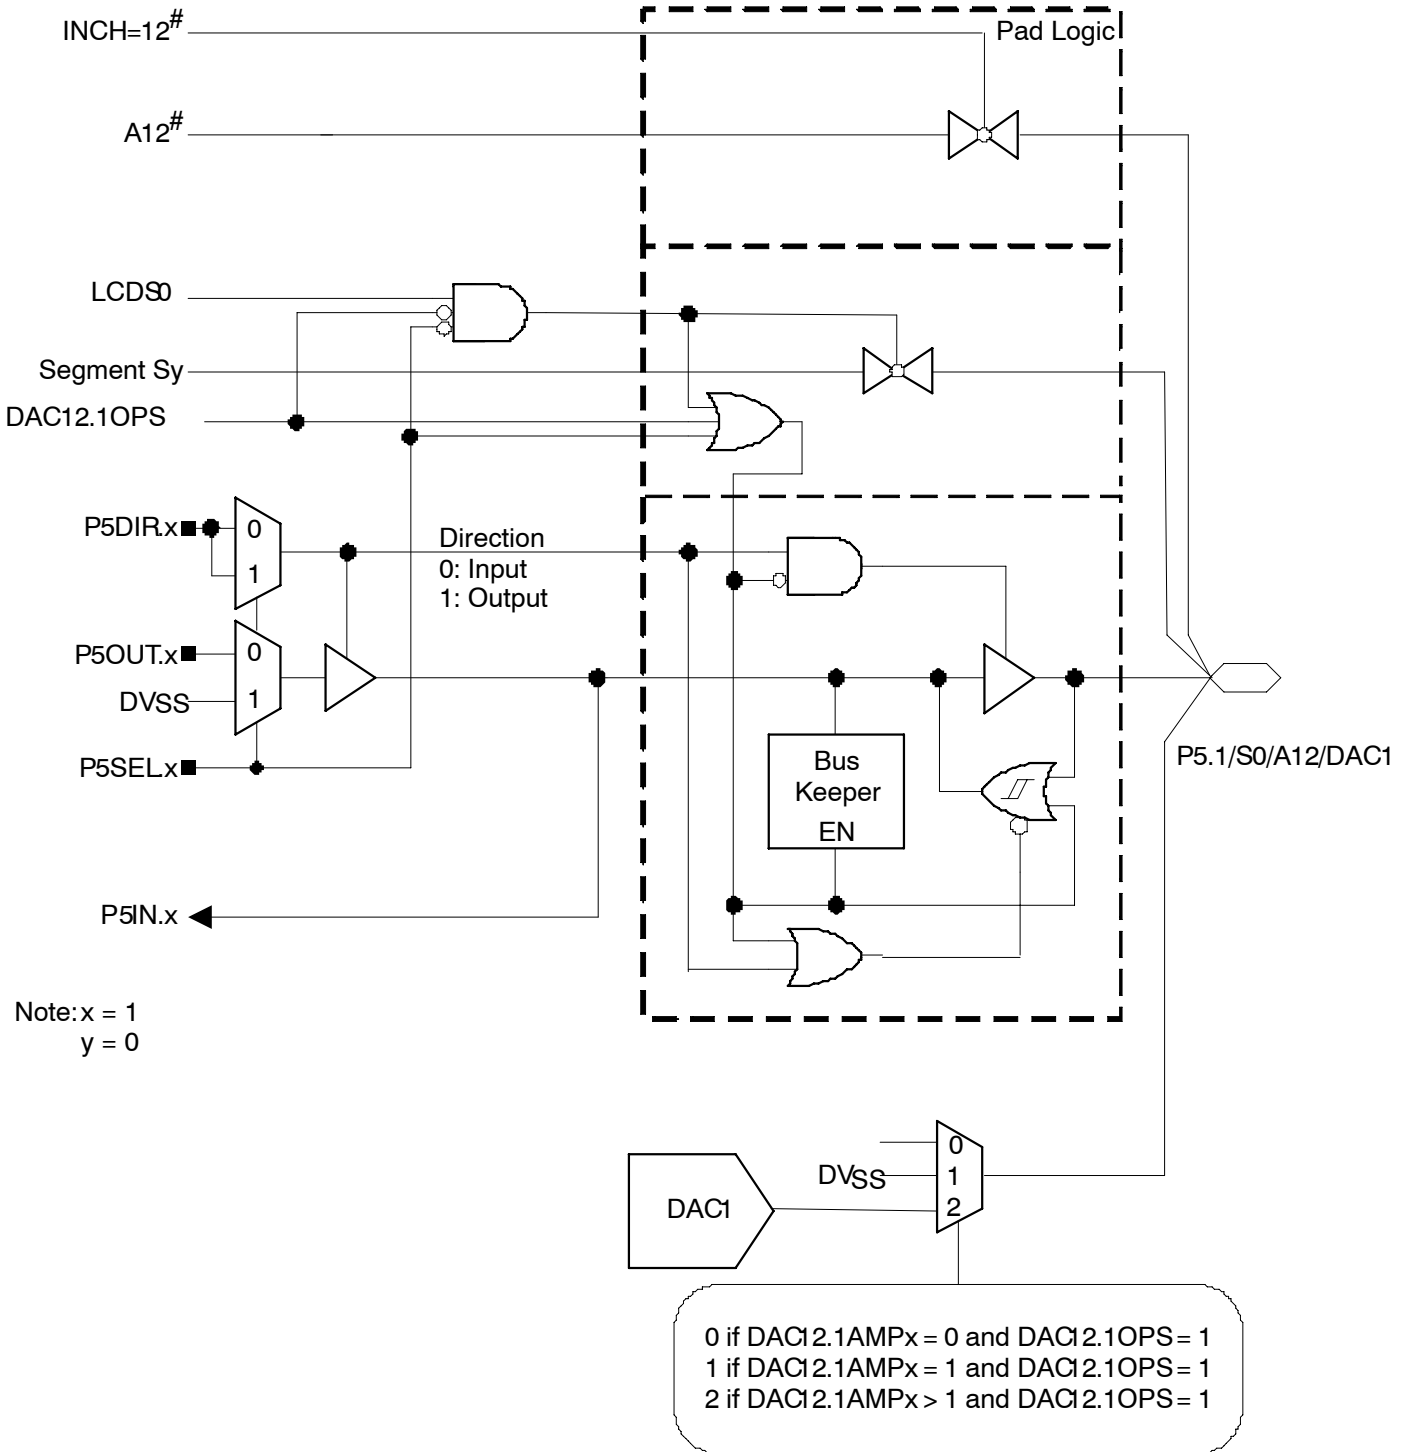 INCH=12#
Pad Logic
A12#
LCDS0
Segment Sy
DAC12.1OPS
P5DIR.x
0
1
Direction
0: Input
1: Output
P5OUT.x
0
DVSS
1
P5SEL.x
Bus
Keeper
EN
P5.1/S0/A12/DAC1
P5IN.x
Note: x = 1
y = 0
0
DVSS
1
2
DAC1
0 if DAC12.1AMPx = 0 and DAC12.1OPS = 1
1 if DAC12.1AMPx = 1 and DAC12.1OPS = 1
2 if DAC12.1AMPx > 1 and DAC12.1OPS = 1